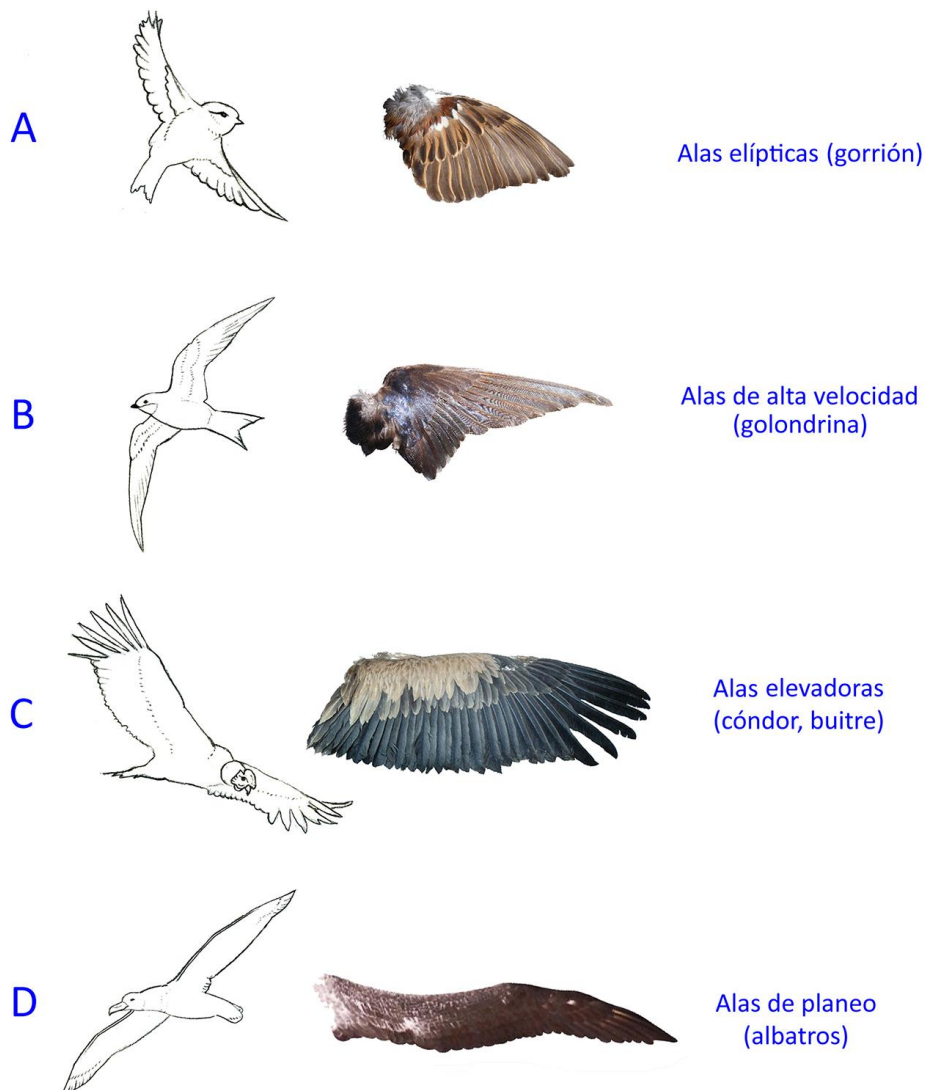 A
Alas elípticas (gorrión)
B
Alas de alta velocidad
(golondrina)
C
Alas elevadoras
(cóndor, buitre)
D
Alas de planeo
(albatros)